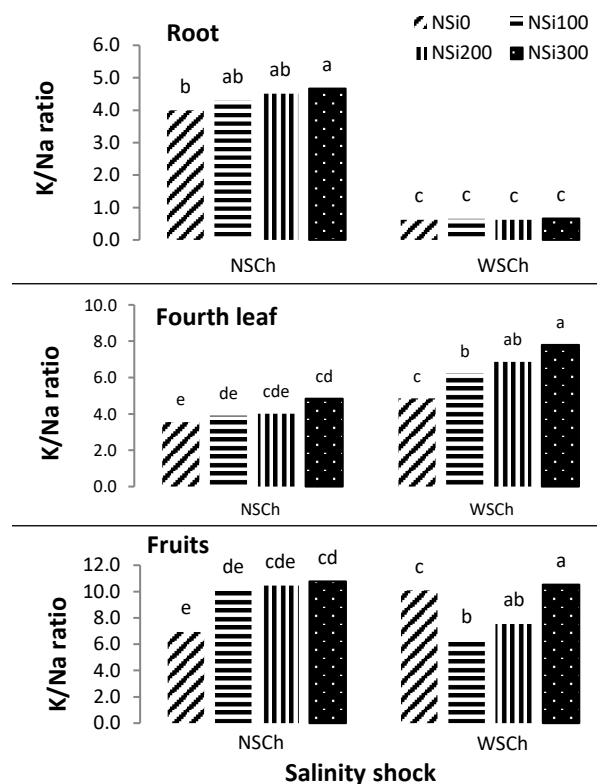 Root
NSi0 NSi100
NSi200 NSi300
K/Na ratio
6.0
5.0
4.0
3.0
2.0
1.0
0.0
b ab ab a
c c c c
NSCh WSCh
Fourth leaf
K/Na ratio
10.0
8.0
6.0
4.0
2.0
0.0
e de cde cd
c b ab a
NSCh WSCh
Fruits
K/Na ratio
12.0
10.0
8.0
6.0
4.0
2.0
0.0
e de cde cd
c b ab a
NSCh WSCh
Salinity shock